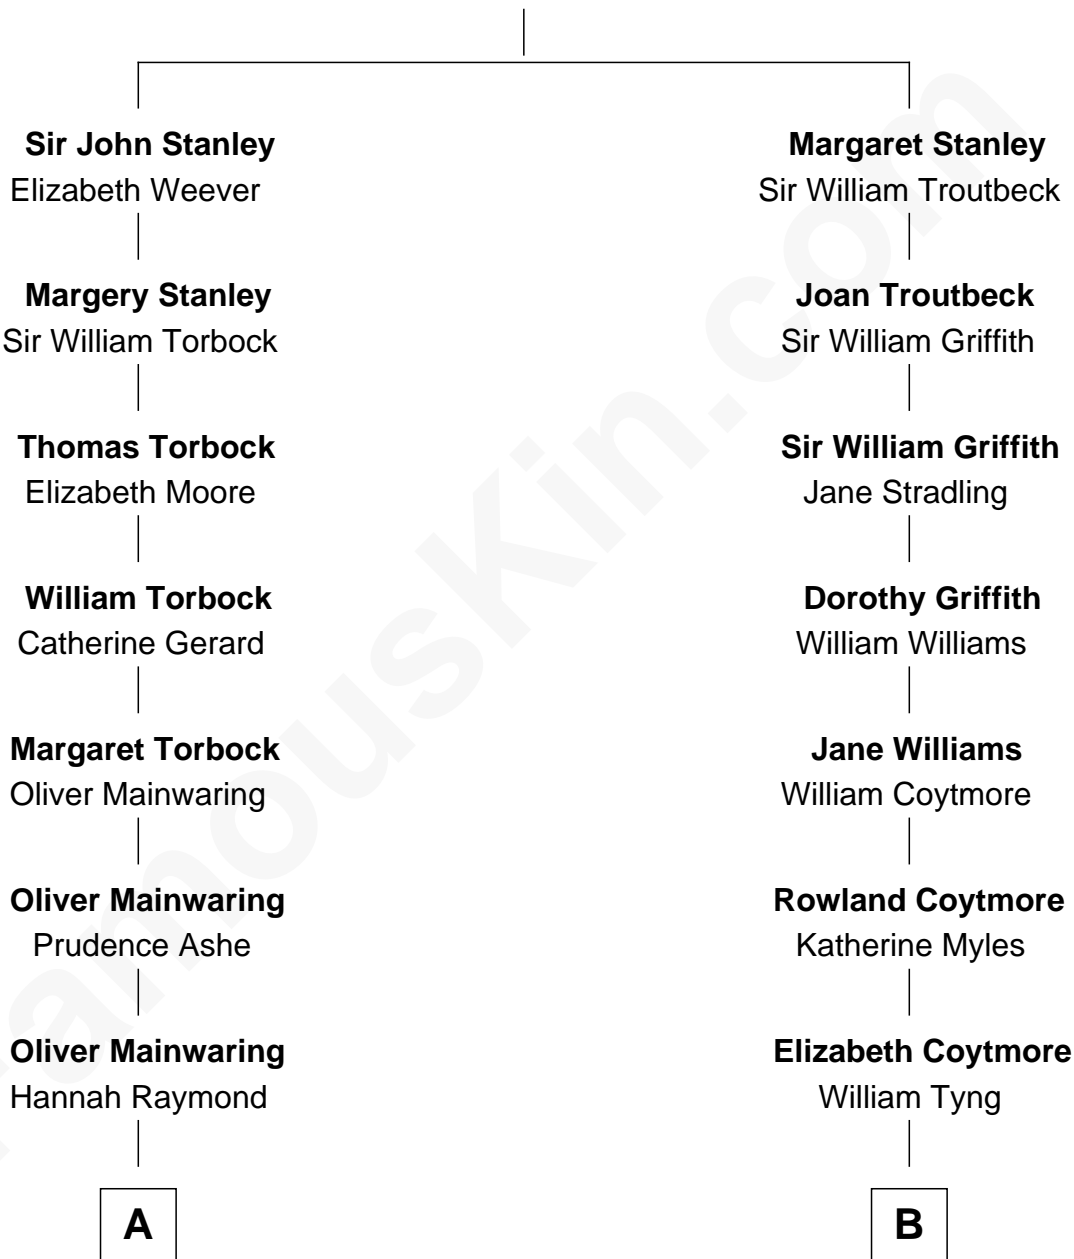 Sir John Stanley
Elizabeth Weever
Margaret Stanley
Sir William Troutbeck
Margery Stanley
Sir William Torbock
Joan Troutbeck
Sir William Griffith
Thomas Torbock
Elizabeth Moore
Sir William Griffith
Jane Stradling
William Torbock
Catherine Gerard
Dorothy Griffith
William Williams
Margaret Torbock
Oliver Mainwaring
Jane Williams
William Coytmore
Oliver Mainwaring
Prudence Ashe
Rowland Coytmore
Katherine Myles
Oliver Mainwaring
Hannah Raymond
Elizabeth Coytmore
William Tyng
A
B
FamousKin.com